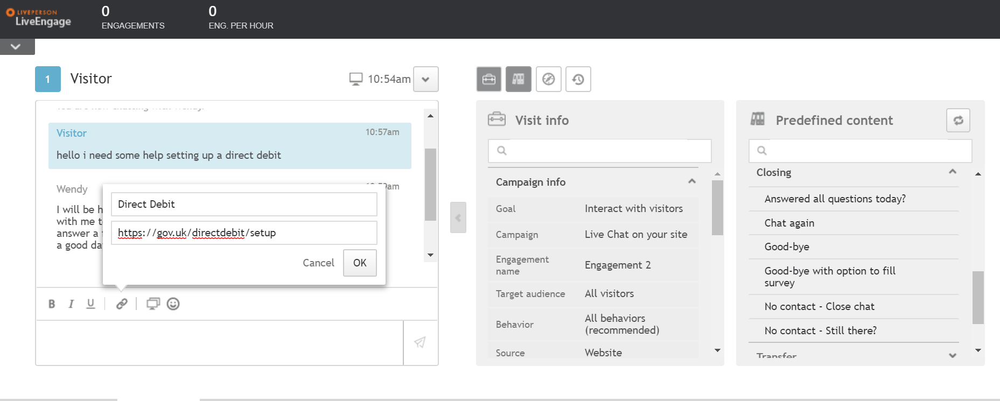 LIVEPERSON
LiveEngage
0
ENGAGEMENTS
0
ENG. PER HOUR
1
Visitor
10:54am
Visitor
10:57am
hello i need some help setting up a direct debit
Wendy
am
I will be h
with me t
answer a
a good da
Direct Debit
https://gov.uk/directdebit/setup
Cancel
OK
B I U
Visit info
Campaign info
Goal
Interact with visitors
Campaign
Live Chat on your site
Engagement
name
Engagement 2
Target audience
All visitors
Behavior
All behaviors
(recommended)
Source
Website
Predefined content
Closing
Answered all questions today?
Chat again
Good-bye
Good-bye with option to fill
survey
No contact - Close chat
No contact - Still there?
Transfer